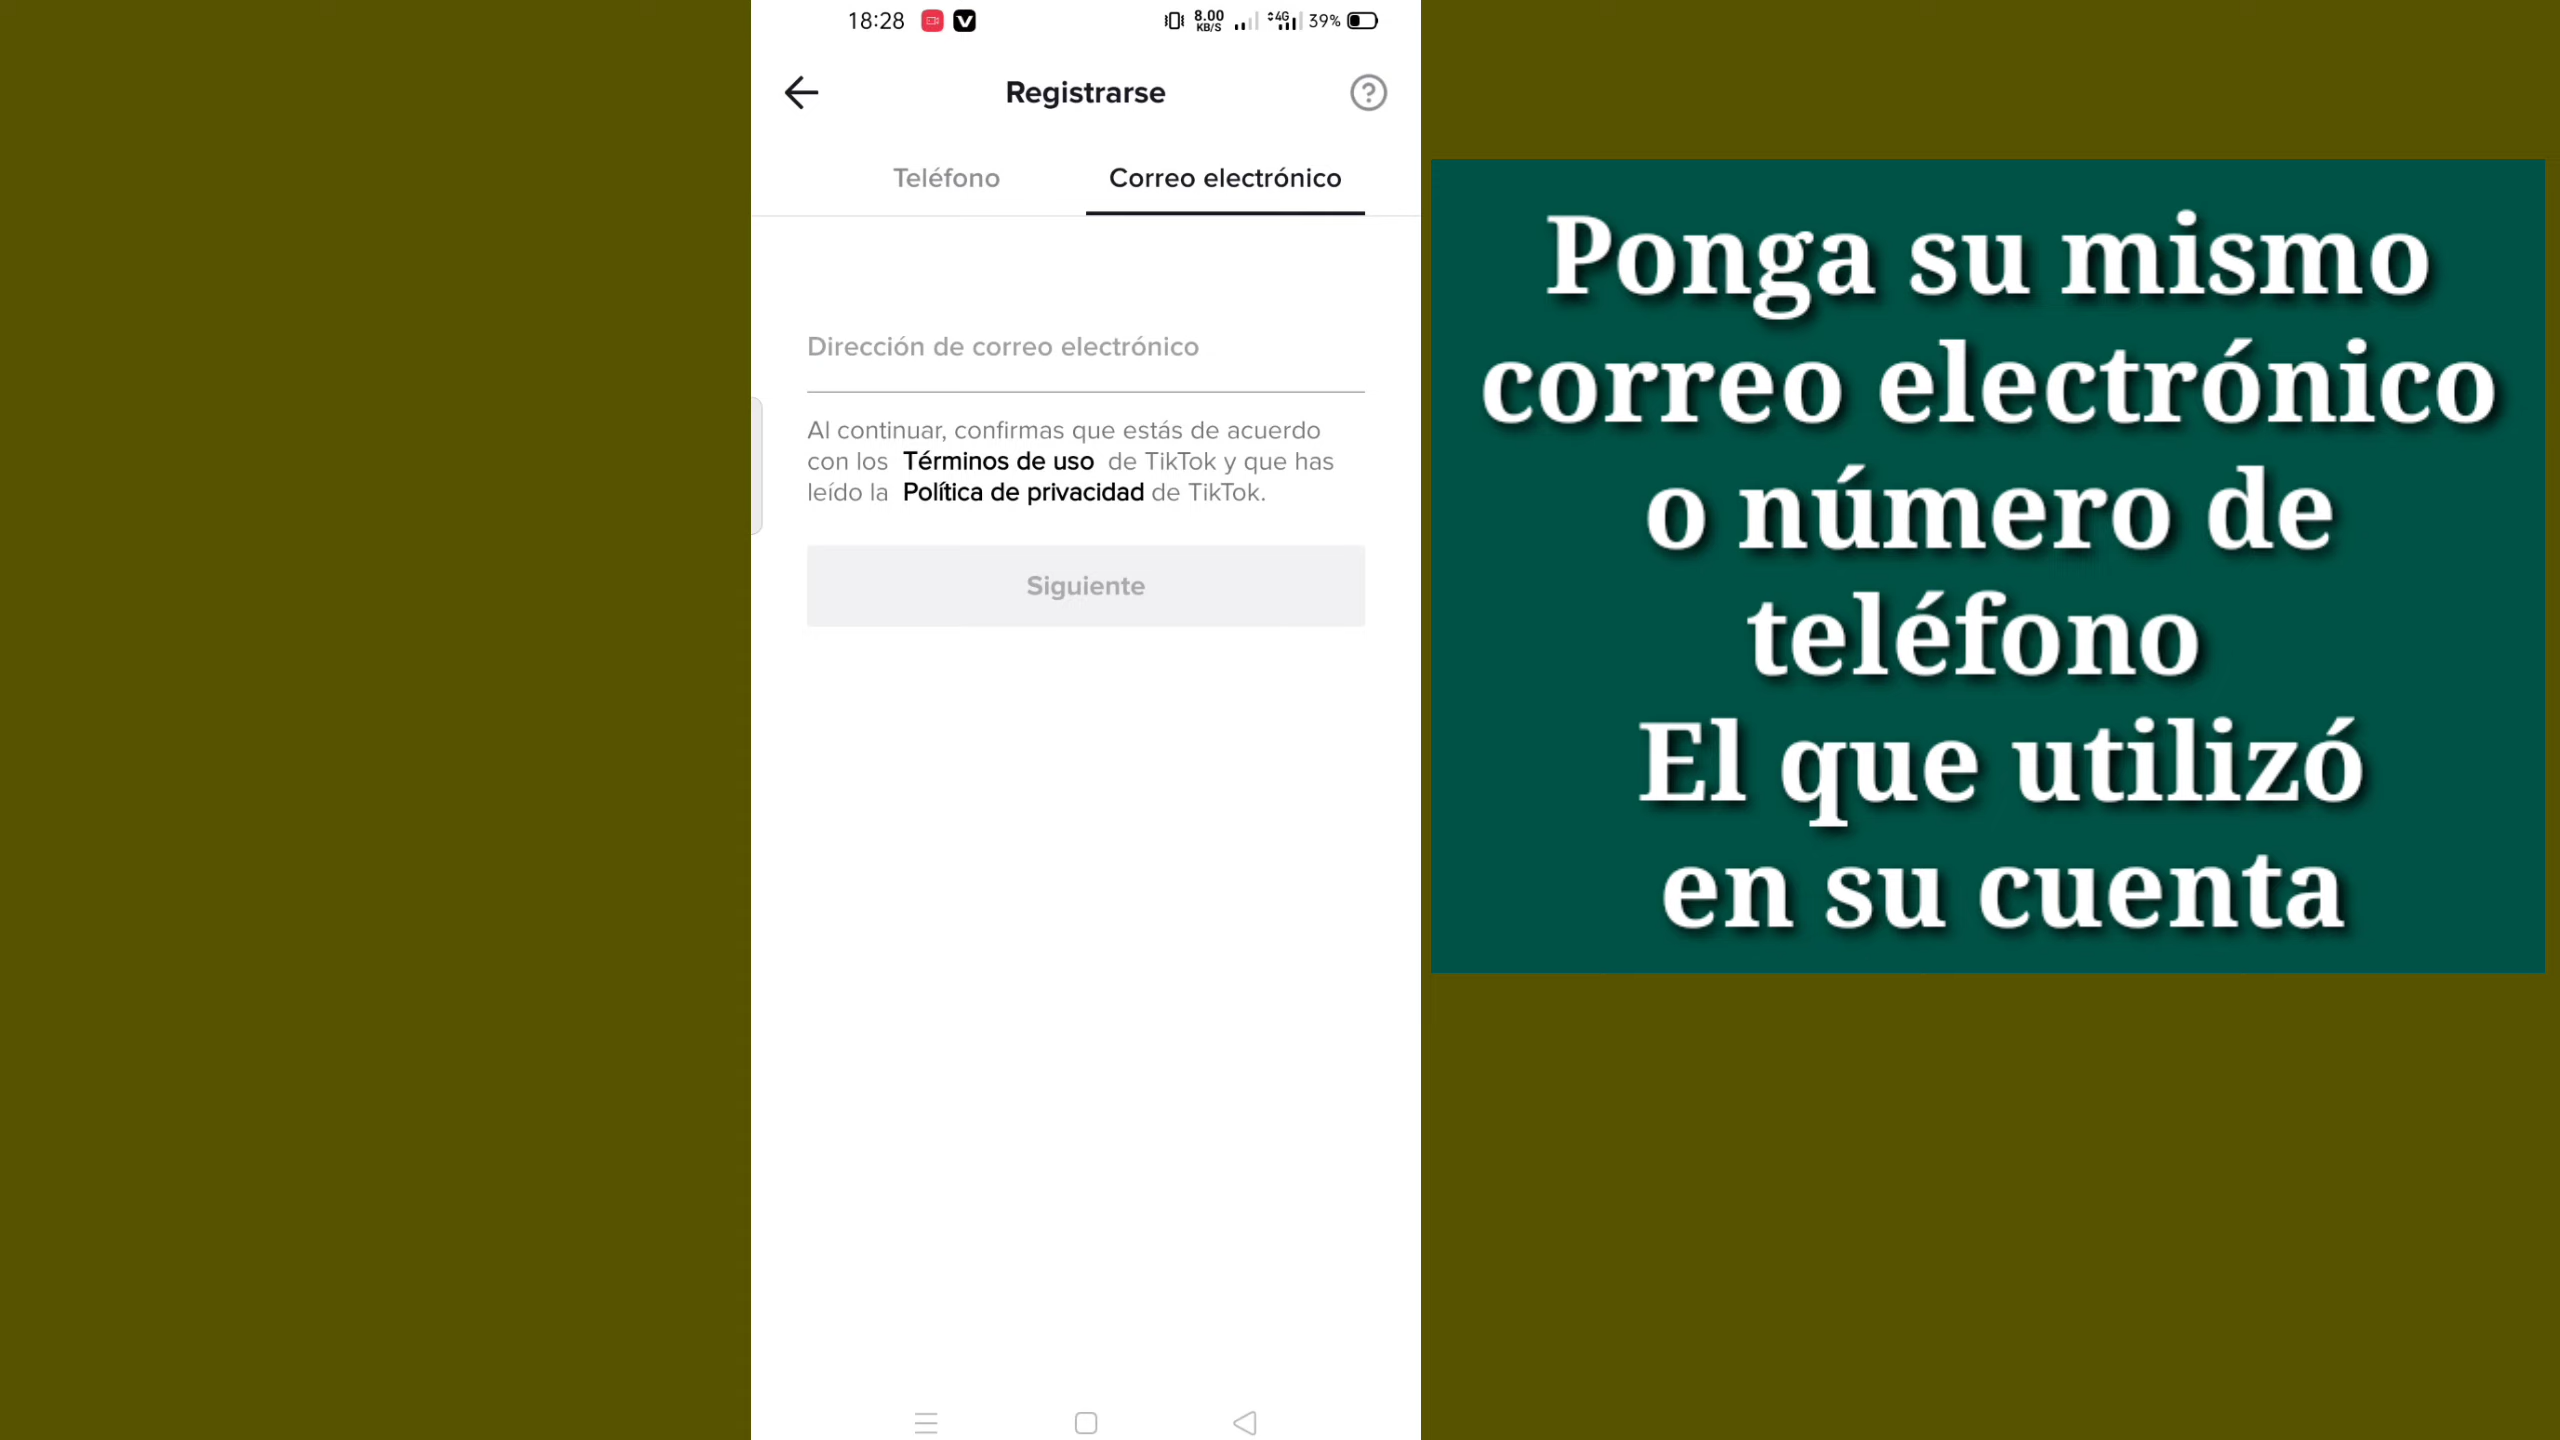 18:28
8.00
KB/S
4G
39%
Registrarse
Teléfono
Correo electrónico
Dirección de correo electrónico
Al continuar, confirmas que estás de acuerdo
con los Términos de uso de TikTok y que has
leído la Política de privacidad de TikTok.
Siguiente
Ponga su mismo
correo electrónico
o número de
teléfono
El que utilizó
en su cuenta